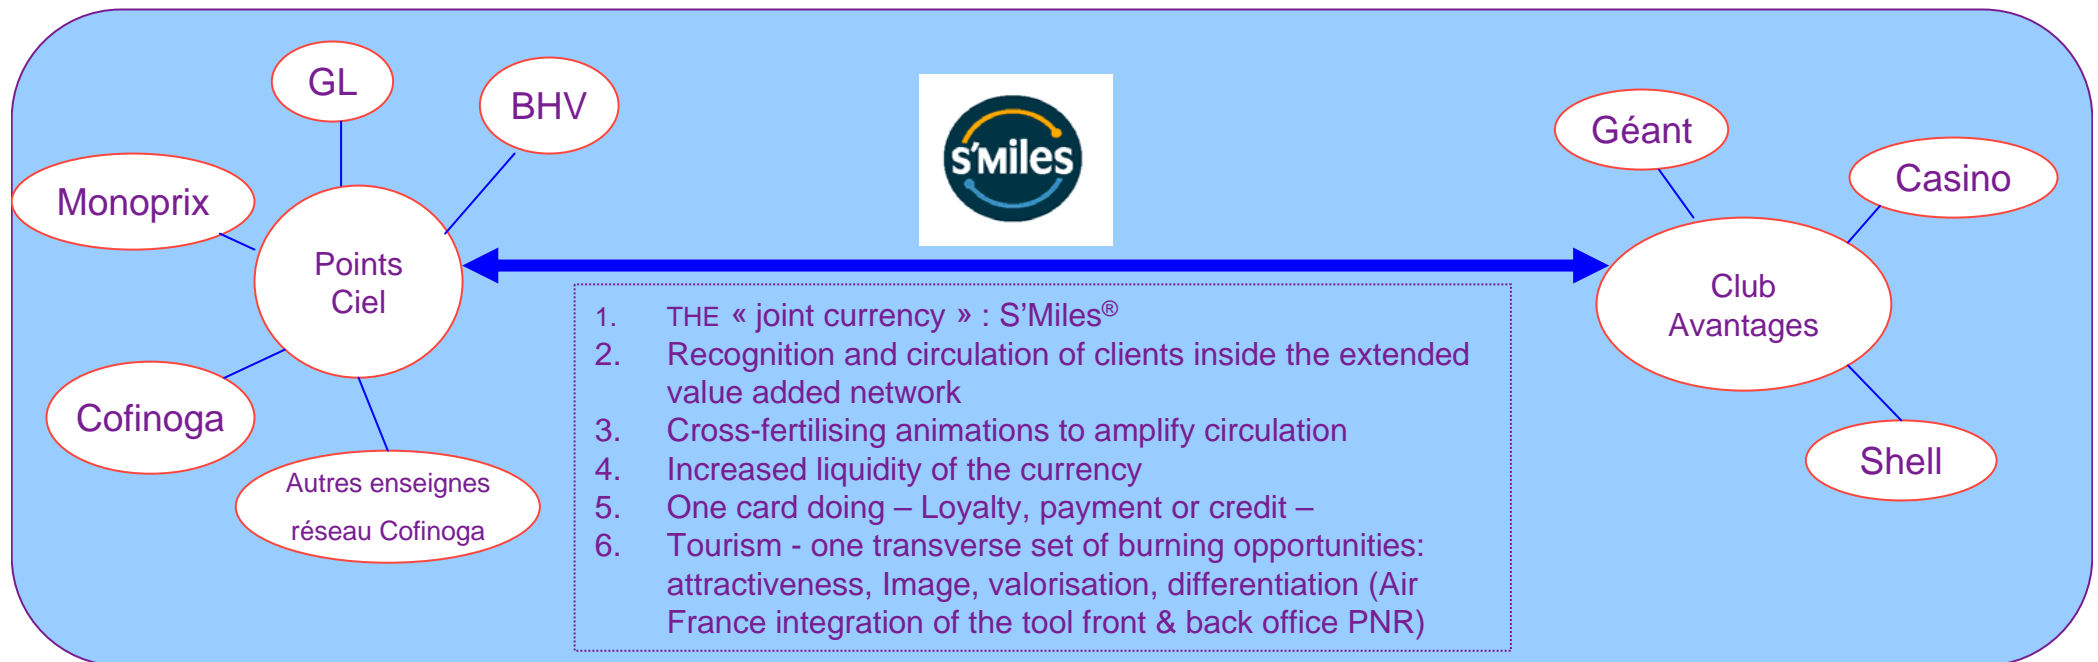 GL
BHV
Monoprix
Points
Ciel
Cofinoga
Autres enseignes
réseau Cofinoga
S'Miles
Géant
Casino
Club
Avantages
Shell
1. THE « joint currency » : S’Miles®
2. Recognition and circulation of clients inside the extended
value added network
3. Cross-fertilising animations to amplify circulation
4. Increased liquidity of the currency
5. One card doing – Loyalty, payment or credit –
6. Tourism - one transverse set of burning opportunities:
attractiveness, Image, valorisation, differentiation (Air
France integration of the tool front & back office PNR)